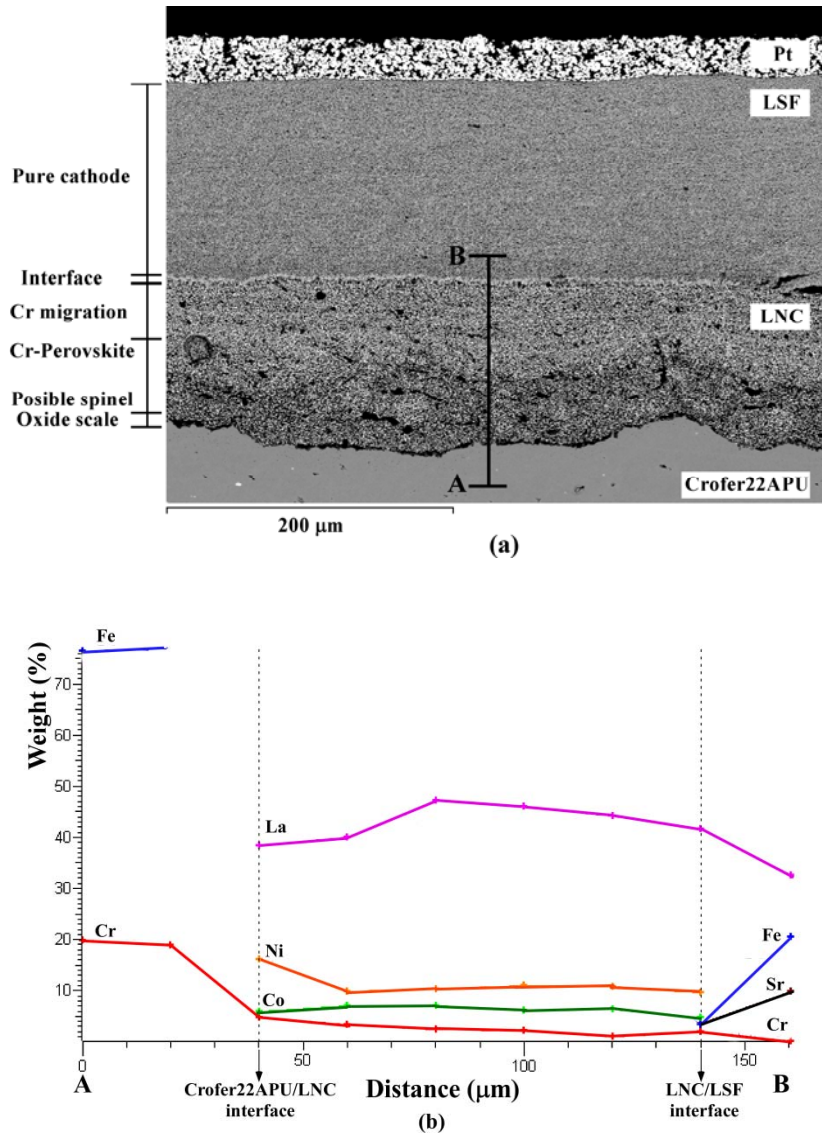 Pt
LSF
Pure cathode
B
Interface
Cr migration
LNC
Cr-Perovskite
Posible spinel
Oxide scale
A
Crofer22APU
200 μm
(a)
Fe
Weight (%)
70
60
50
40
30
20
10
La
Cr
Ni
Co
Fe
Sr
Cr
0
50
100
150
A
Crofer22APU/LNC
interface
Distance (μm)
LNC/LSF
interface
B
(b)